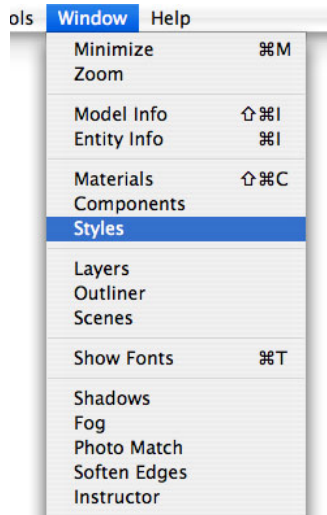 ols Window Help
Minimize ⌘M
Zoom
Model Info ⇧⌘I
Entity Info ⌘I
Materials ⇧⌘C
Components
Styles
Layers
Outliner
Scenes
Show Fonts ⌘T
Shadows
Fog
Photo Match
Soften Edges
Instructor